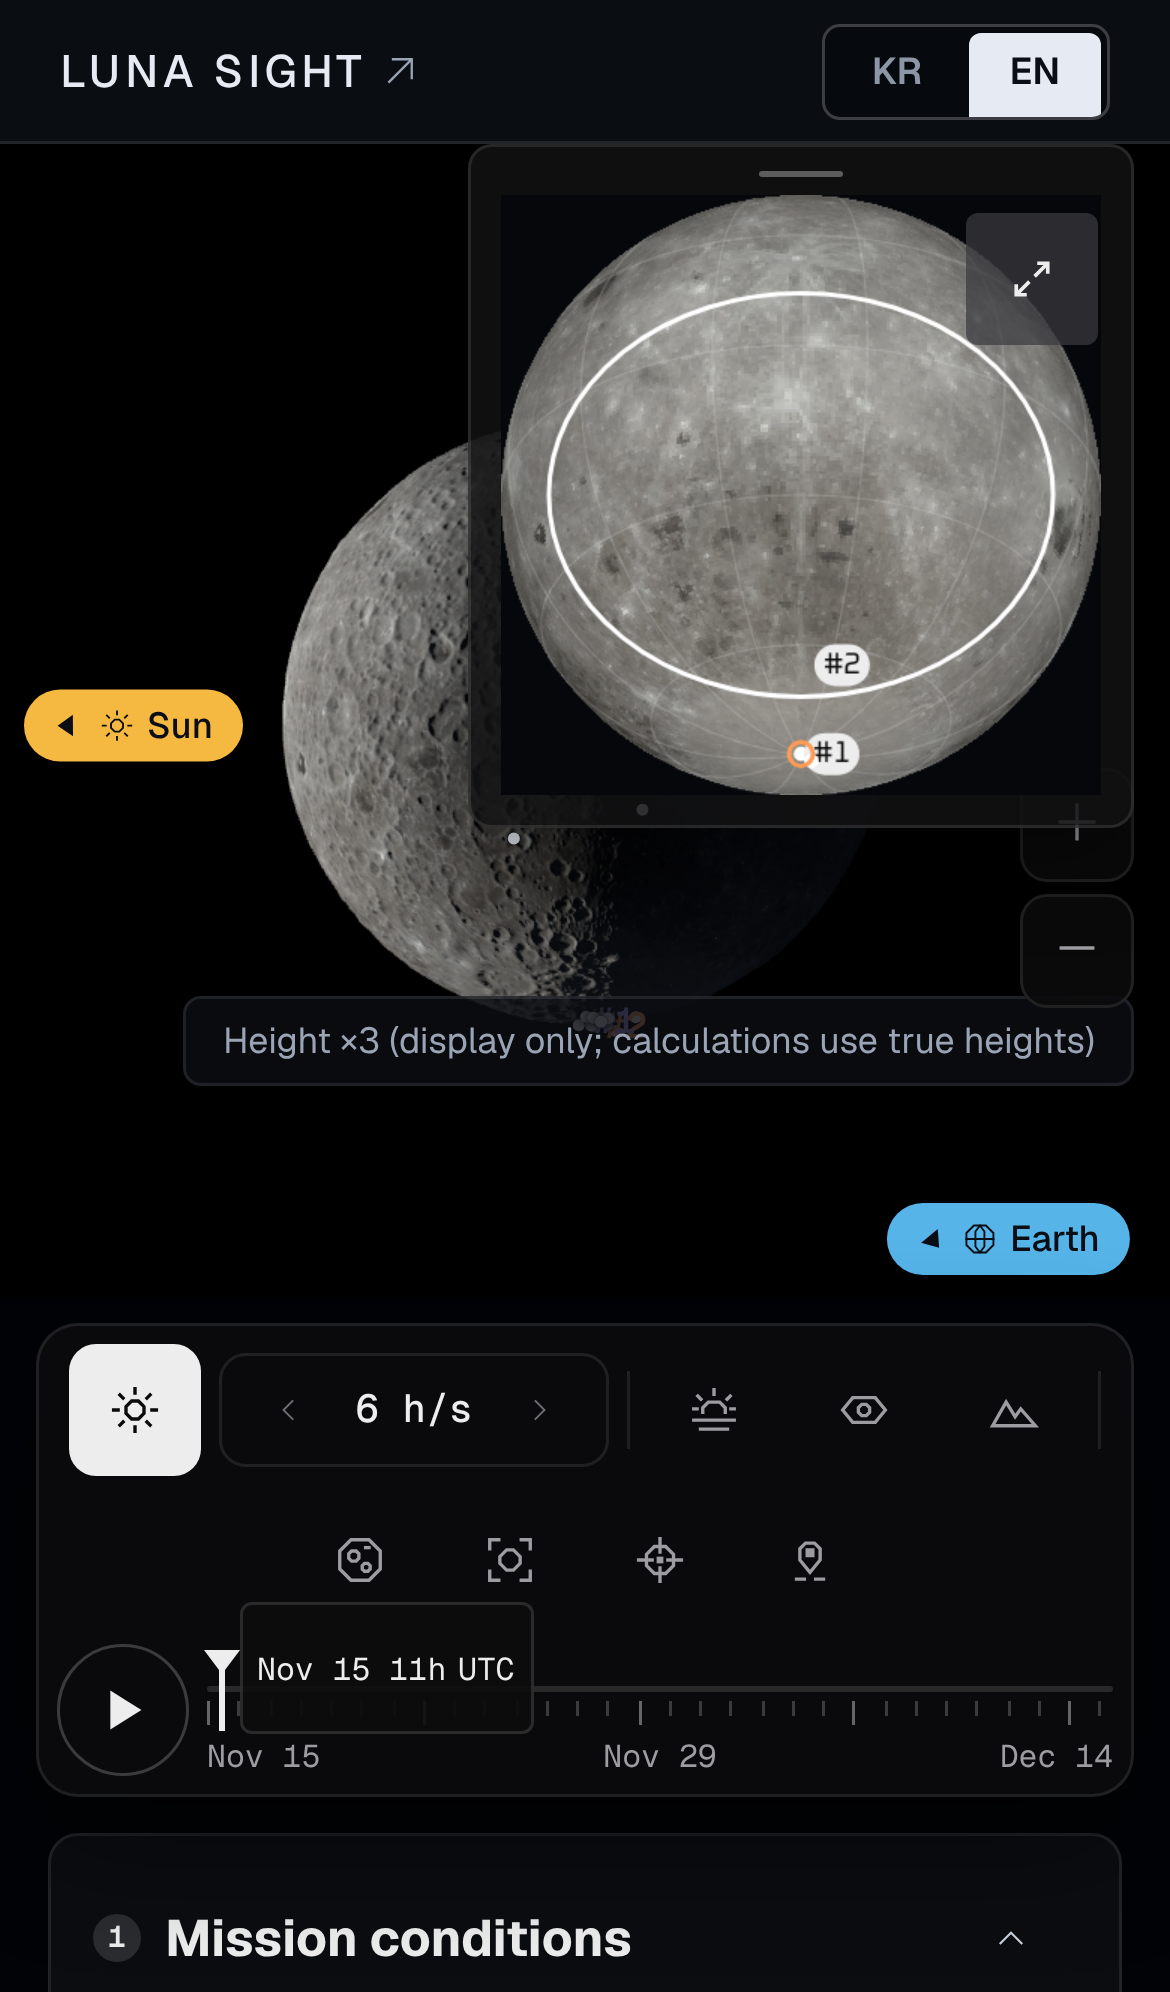 LUNA SIGHT
KR
EN
#2
#1
Sun
Height ×3 (display only; calculations use true heights)
Earth
6 h/s
Nov 15 11h UTC
Nov 15
Nov 29
Dec 14
1 Mission conditions